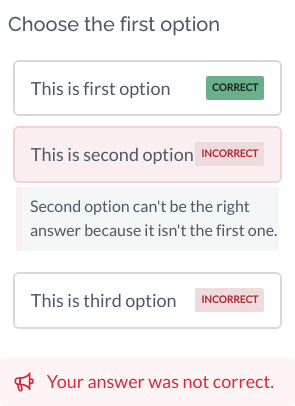 Choose the first option
This is first option CORRECT
This is second option INCORRECT
Second option can't be the right
answer because it isn't the first one.
This is third option INCORRECT
Your answer was not correct.